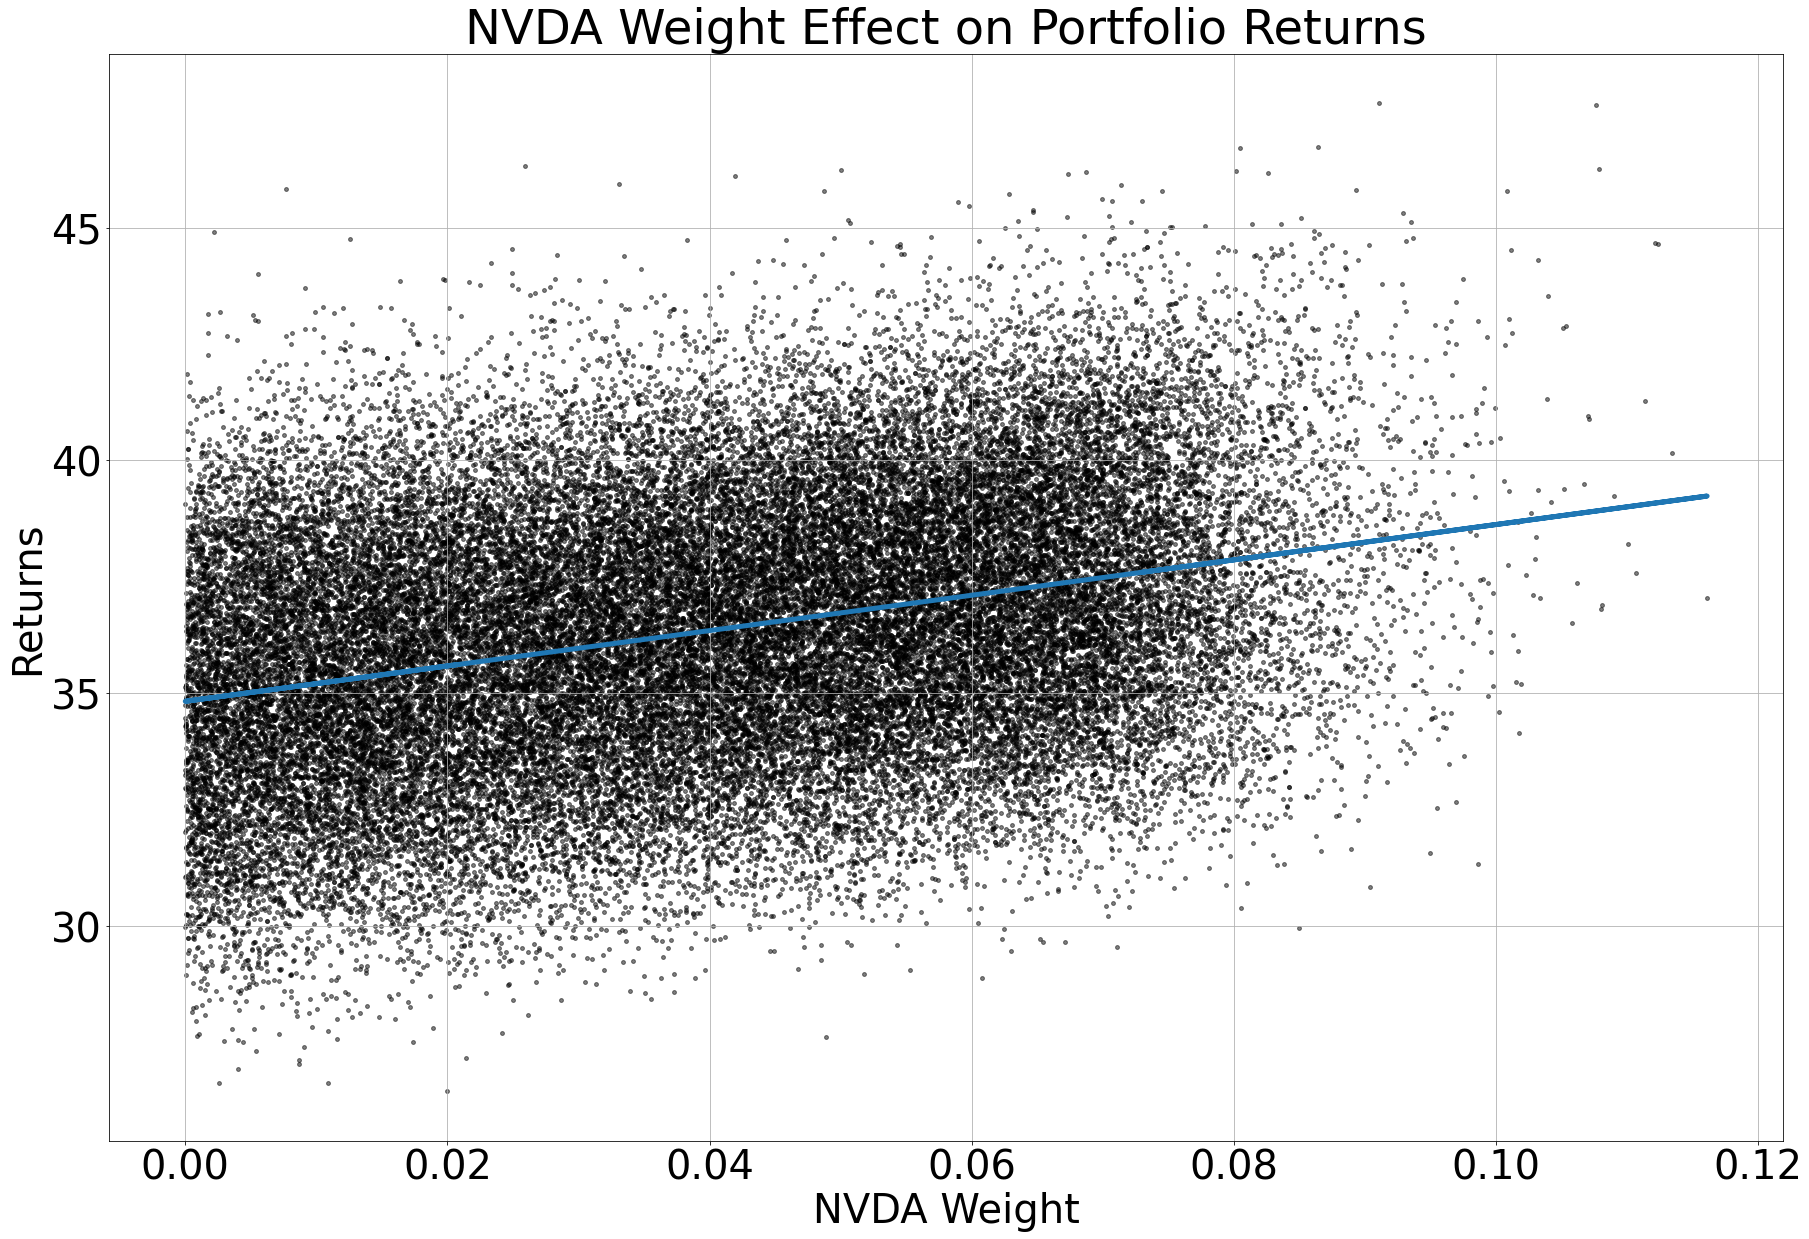 NVDA Weight Effect on Portfolio Returns
45
40
35
30
Returns
0.00 0.02 0.04 0.06 0.08 0.10 0.12
NVDA Weight